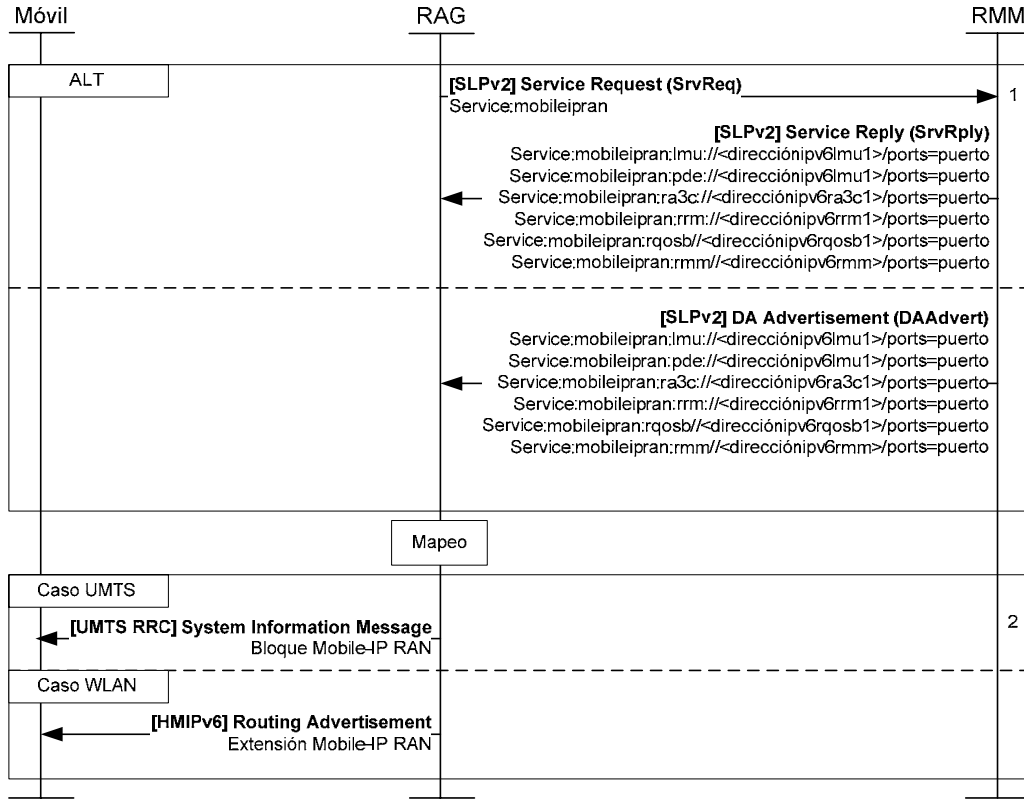 Móvil
RAG
RMM
ALT
[SLPv2] Service Request (SrvReq)
Service:mobileipran
1
[SLPv2] Service Reply (SrvRply)
Service:mobileipran:lmu://<direcciónipv6lmu1>/ports=puerto
Service:mobileipran:pde://<direcciónipv6lmu1>/ports=puerto
Service:mobileipran:ra3c://<direcciónipv6ra3c1>/ports=puerto
Service:mobileipran:rrm://<direcciónipv6rrm1>/ports=puerto
Service:mobileipran:rqosb//<direcciónipv6rqosb1>/ports=puerto
Service:mobileipran:rmm//<direcciónipv6rmm>/ports=puerto
[SLPv2] DA Advertisement (DAAdvert)
Service:mobileipran:lmu://<direcciónipv6lmu1>/ports=puerto
Service:mobileipran:pde://<direcciónipv6lmu1>/ports=puerto
Service:mobileipran:ra3c://<direcciónipv6ra3c1>/ports=puerto
Service:mobileipran:rrm://<direcciónipv6rrm1>/ports=puerto
Service:mobileipran:rqosb//<direcciónipv6rqosb1>/ports=puerto
Service:mobileipran:rmm//<direcciónipv6rmm>/ports=puerto
Mapeo
Caso UMTS
[UMTS RRC] System Information Message
Bloque Mobile-IP RAN
2
Caso WLAN
[HMIPv6] Routing Advertisement
Extensión Mobile-IP RAN